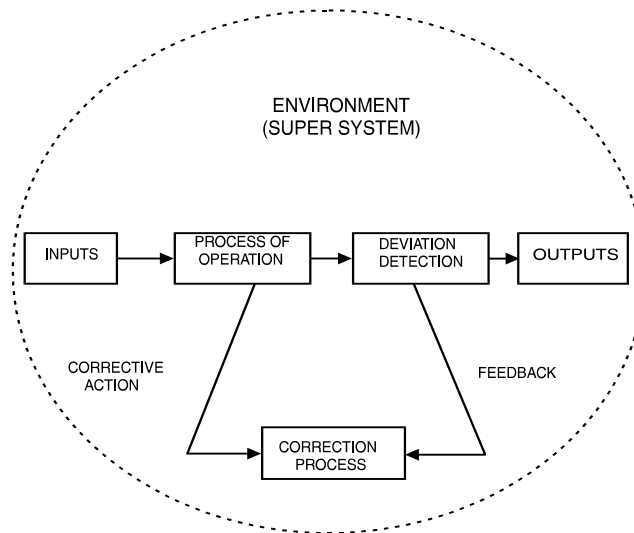 ENVIRONMENT
(SUPER SYSTEM)
INPUTS
PROCESS OF
OPERATION
DEVIATION
DETECTION
OUTPUTS
CORRECTIVE
ACTION
FEEDBACK
CORRECTION
PROCESS